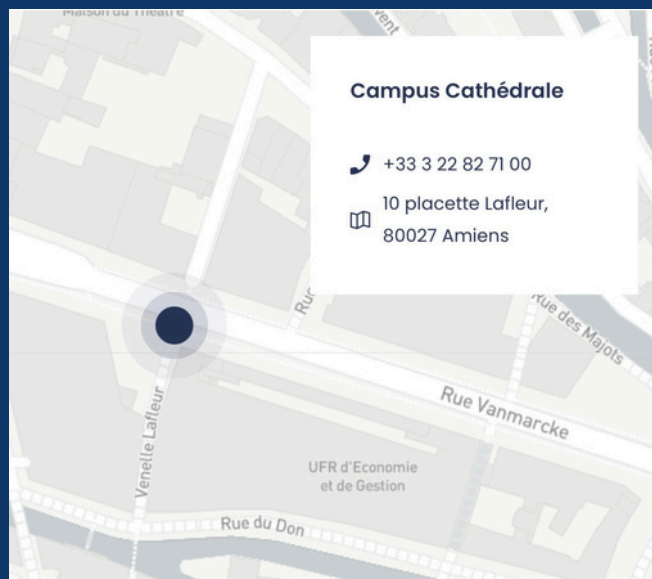 Maison du Théâtre
Campus Cathédrale
+33 3 22 82 71 00
10 placette Lafleur,
80027 Amiens
Rue des Majots
Rue Vanmarcke
Venelle Lafleur
UFR d'Economie
et de Gestion
Rue du Don